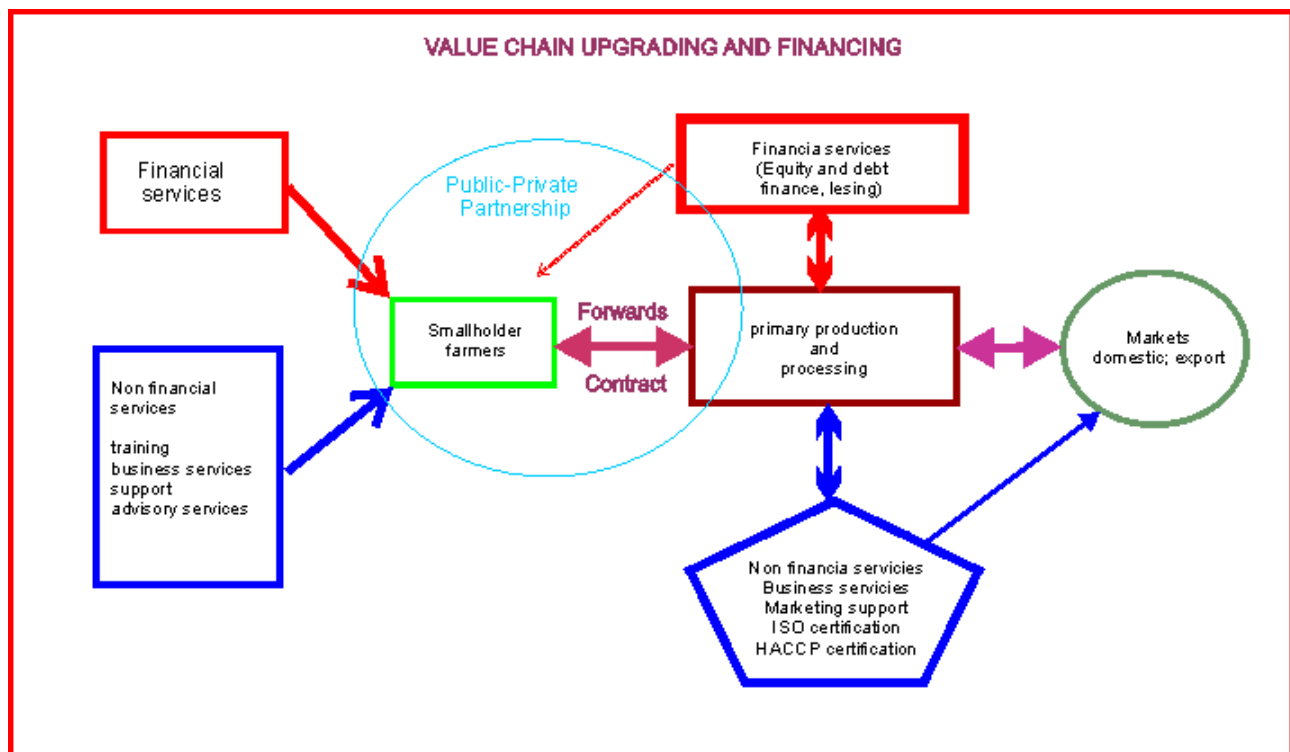 VALUE CHAIN UPGRADING AND FINANCING
Financial
services
Public-Private
Partnership
Financia services
(Equity and debt
finance, lesing)
Smallholder
farmers
Forwards
Contract
primary production
and
processing
Markets
domestic; export
Non financial
services
training
business services
support
advisory services
Non financia servicies
Business servicies
Marketing support
ISO certification
HACCP certification